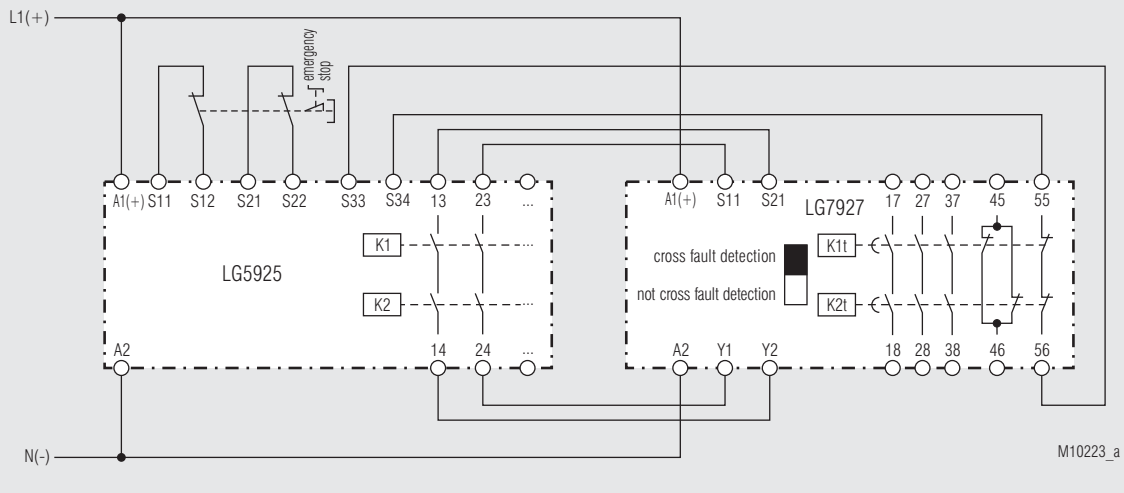 L1(+)
emergency
stop
A1(+) S11 S12 S21 S22 S33 S34 13 23 ...
A1(+) S11 S21 LG7927 17 27 37 45 55
K1 ...
LG5925
K2 ...
cross fault detection
not cross fault detection
K1t
K2t
A2 14 24 ...
A2 Y1 Y2 18 28 38 46 56
N(-)
M10223_a